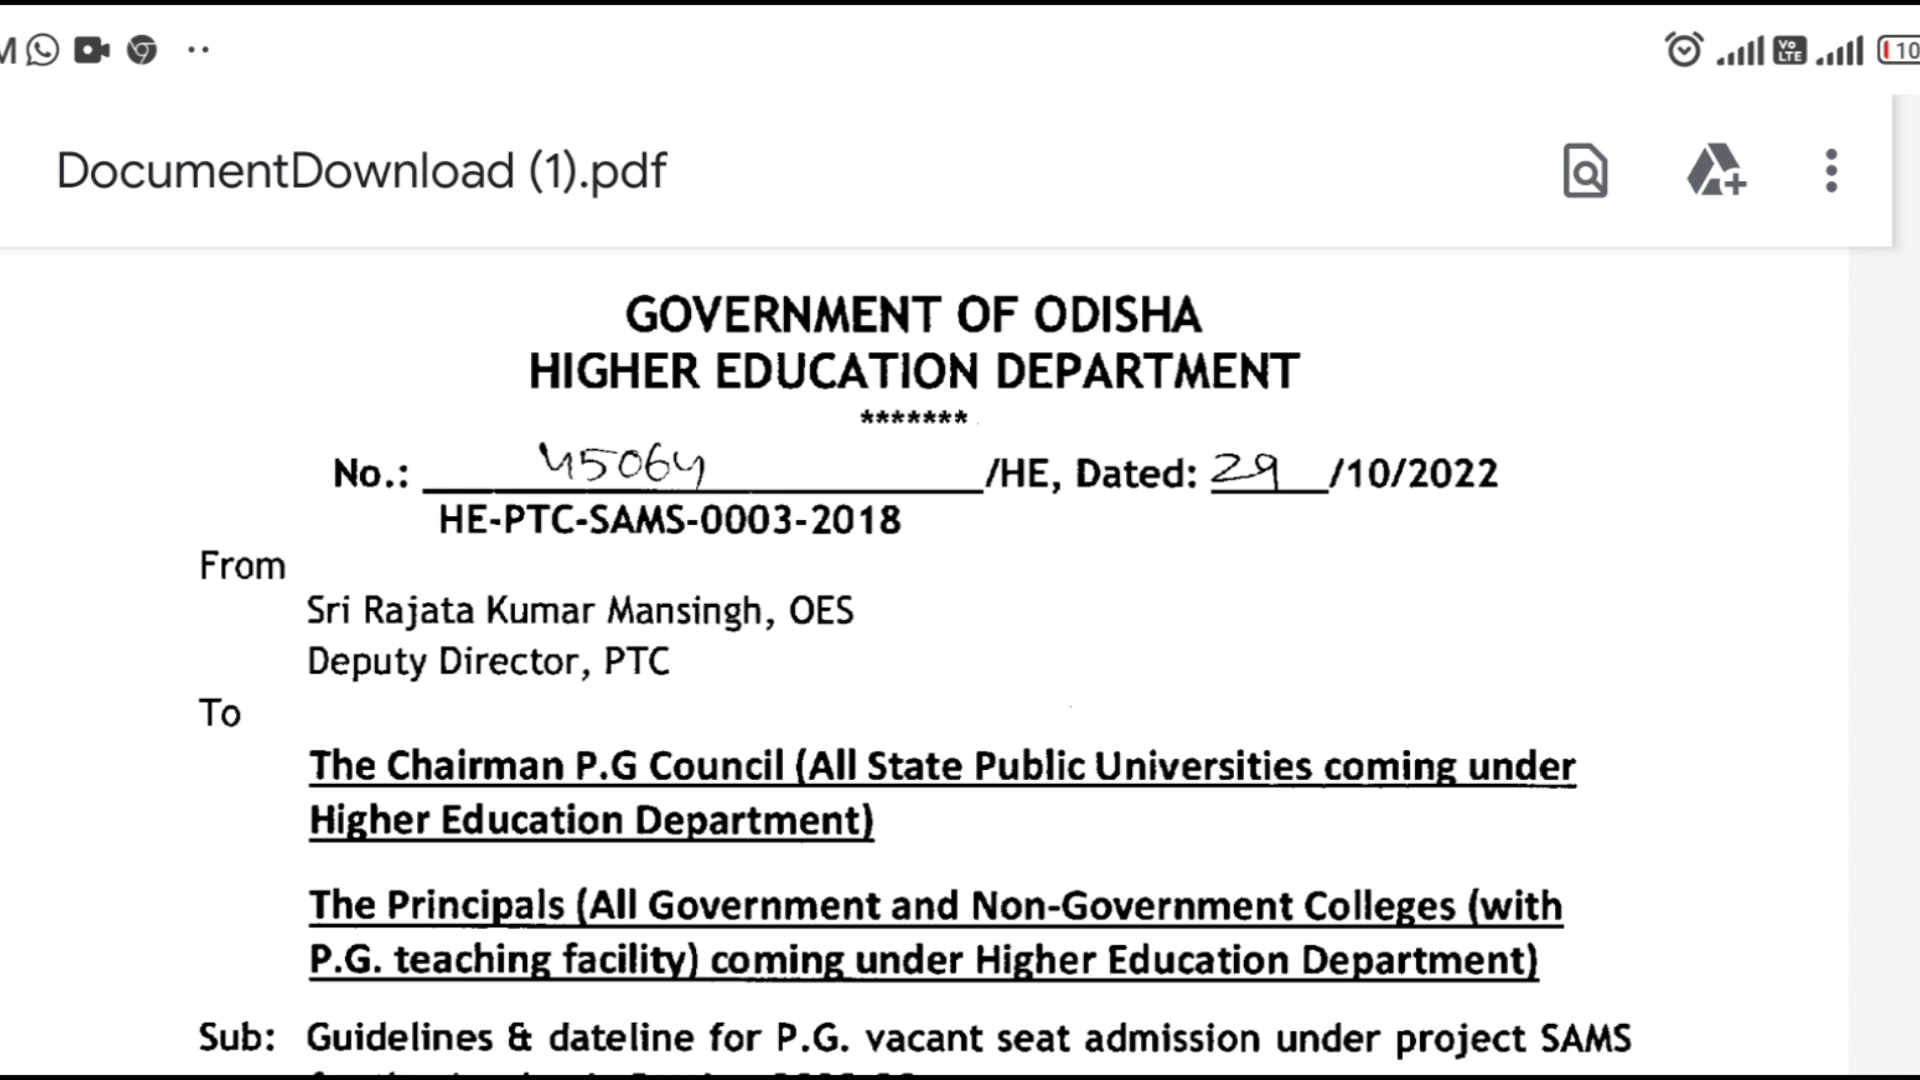 DocumentDownload (1).pdf
GOVERNMENT OF ODISHA
HIGHER EDUCATION DEPARTMENT
*******
No.: 45064 /HE, Dated: 29 /10/2022
HE-PTC-SAMS-0003-2018
From
Sri Rajata Kumar Mansingh, OES
Deputy Director, PTC
To
The Chairman P.G Council (All State Public Universities coming under
Higher Education Department)
The Principals (All Government and Non-Government Colleges (with
P.G. teaching facility) coming under Higher Education Department)
Sub: Guidelines & dateline for P.G. vacant seat admission under project SAMS